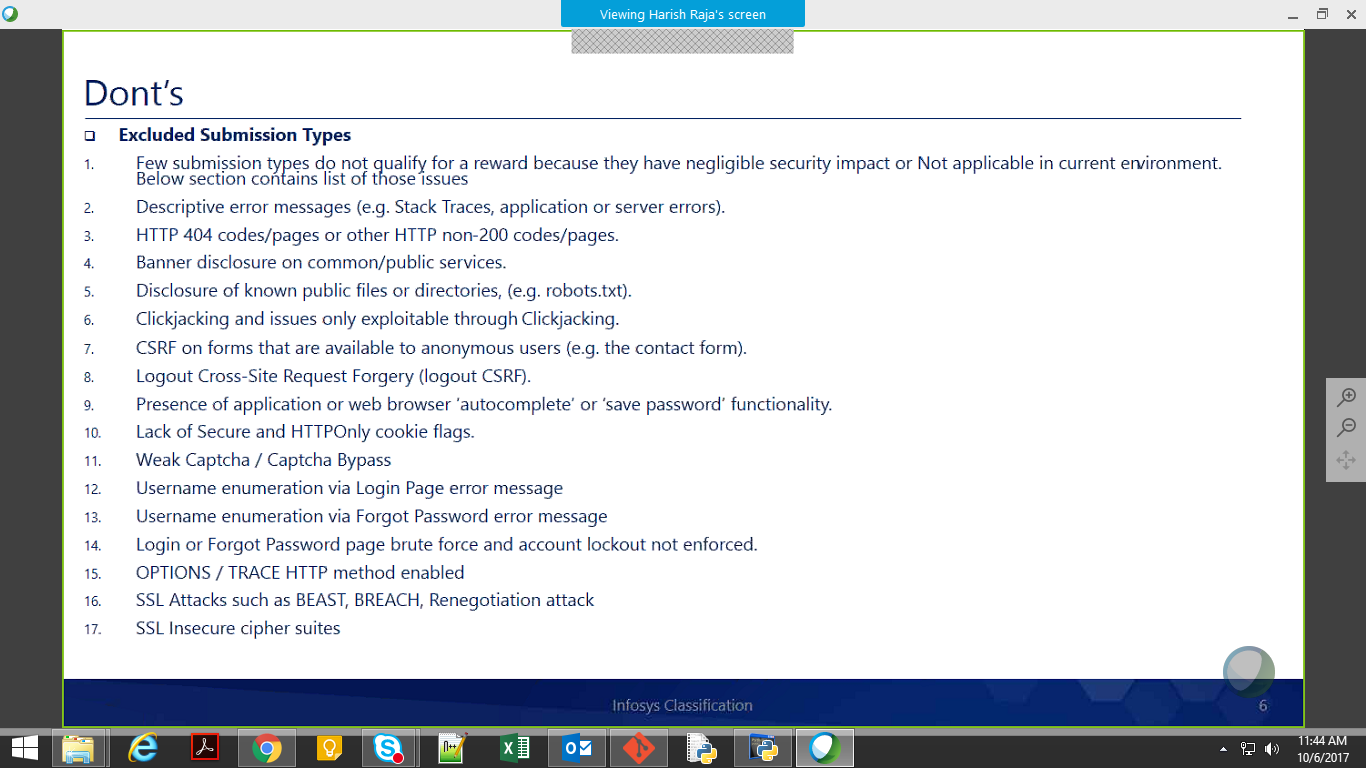 Viewing Harish Raja's screen
Dont's
Excluded Submission Types
1. Few submission types do not qualify for a reward because they have negligible security impact or Not applicable in current environment.
Below section contains list of those issues
2. Descriptive error messages (e.g. Stack Traces, application or server errors).
3. HTTP 404 codes/pages or other HTTP non-200 codes/pages.
4. Banner disclosure on common/public services.
5. Disclosure of known public files or directories, (e.g. robots.txt).
6. Clickjacking and issues only exploitable through Clickjacking.
7. CSRF on forms that are available to anonymous users (e.g. the contact form).
8. Logout Cross-Site Request Forgery (logout CSRF).
9. Presence of application or web browser 'autocomplete' or 'save password' functionality.
10. Lack of Secure and HTTPOnly cookie flags.
11. Weak Captcha / Captcha Bypass
12. Username enumeration via Login Page error message
13. Username enumeration via Forgot Password error message
14. Login or Forgot Password page brute force and account lockout not enforced.
15. OPTIONS / TRACE HTTP method enabled
16. SSL Attacks such as BEAST, BREACH, Renegotiation attack
17. SSL Insecure cipher suites
Infosys Classification
6
11:44 AM
10/6/2017